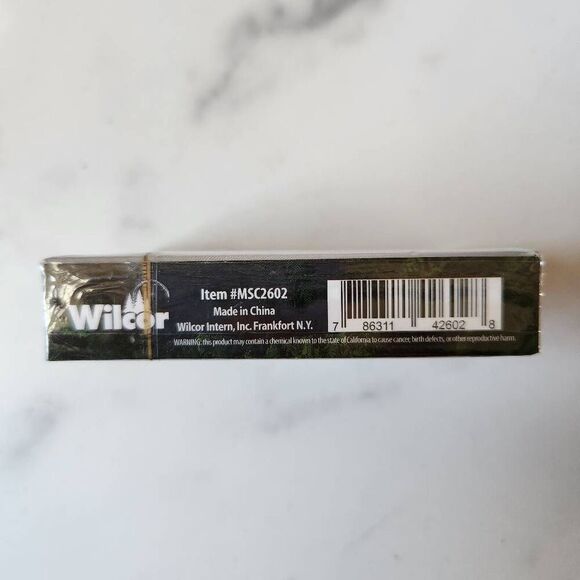 Wilcor
Item #MSC2602
Made in China
Wilcor Intern, Inc. Frankfort N.Y.
WARNING: this product may contain a chemical known to the state of California to cause cancer, birth defects, or other reproductive harm.
7 86311 42602 8